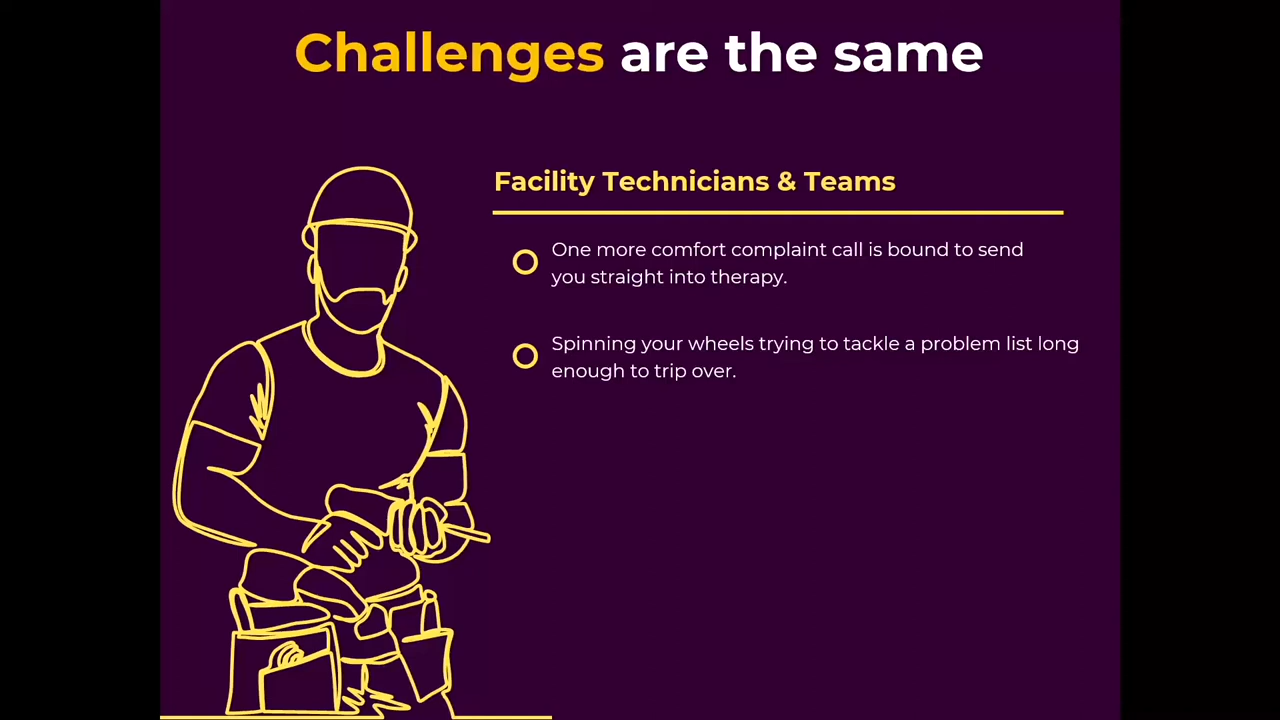 Challenges are the same
Facility Technicians & Teams
One more comfort complaint call is bound to send
you straight into therapy.
Spinning your wheels trying to tackle a problem list long
enough to trip over.